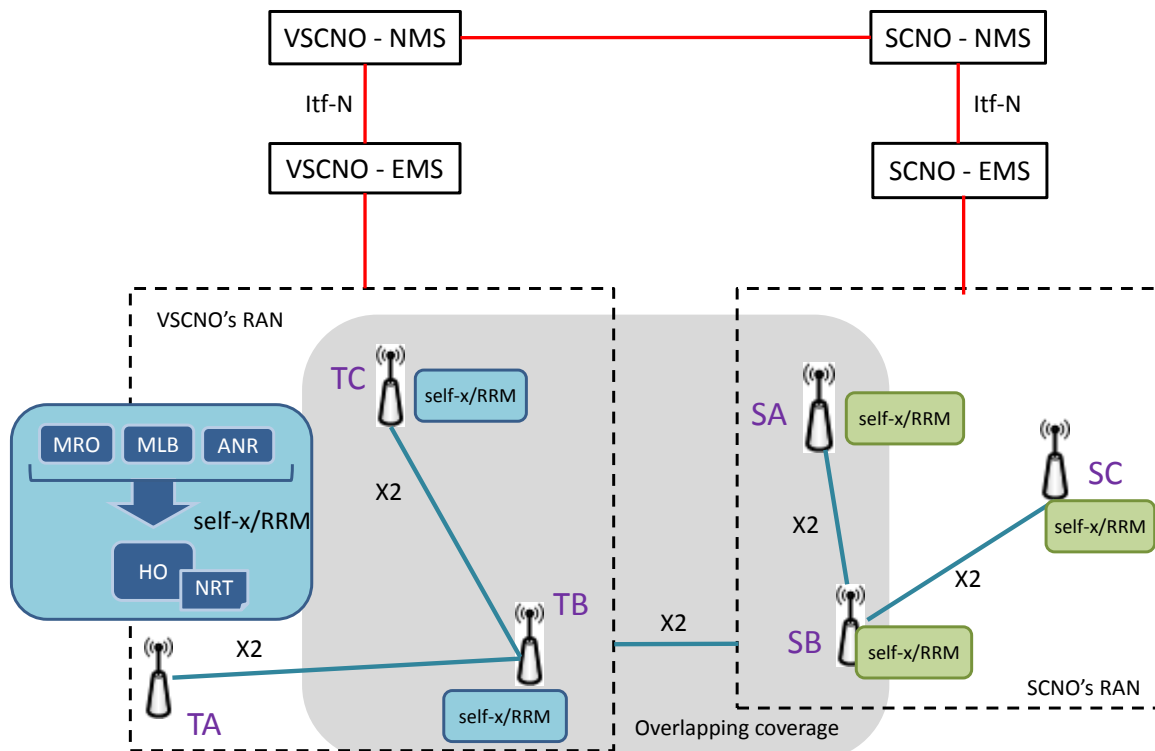 VSCNO - NMS
SCNO - NMS
Itf-N
Itf-N
VSCNO - EMS
SCNO - EMS
VSCNO's RAN
TC
self-x/RRM
SA
self-x/RRM
MRO
MLB
ANR
SC
X2
self-x/RRM
X2
self-x/RRM
HO
NRT
X2
TB
X2
X2
SB
self-x/RRM
TA
self-x/RRM
SCNO's RAN
Overlapping coverage